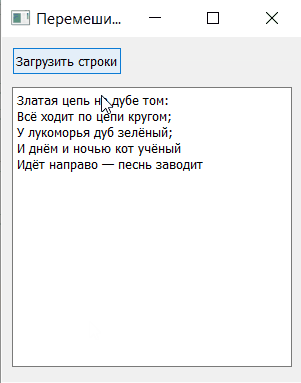 Перемеши...
Загрузить строки
Златая цепь на дубе том:
Всё ходит по цепи кругом;
У лукоморья дуб зелёный;
И днём и ночью кот учёный
Идёт направо — песнь заводит